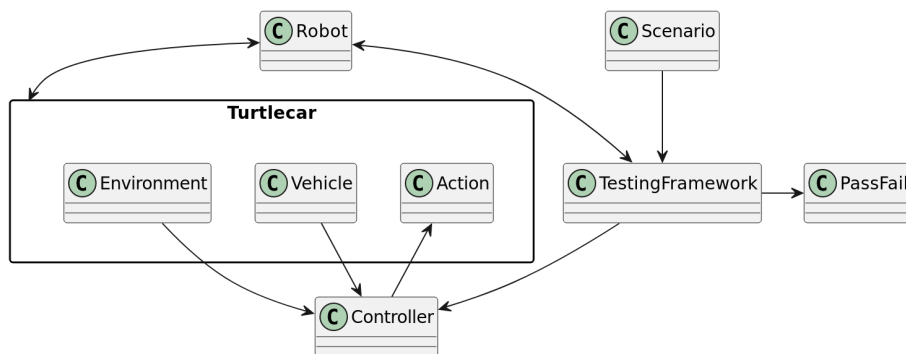 C Robot
C Scenario
Turtlecar
C Environment
C Vehicle
C Action
C TestingFramework
C PassFail
C Controller